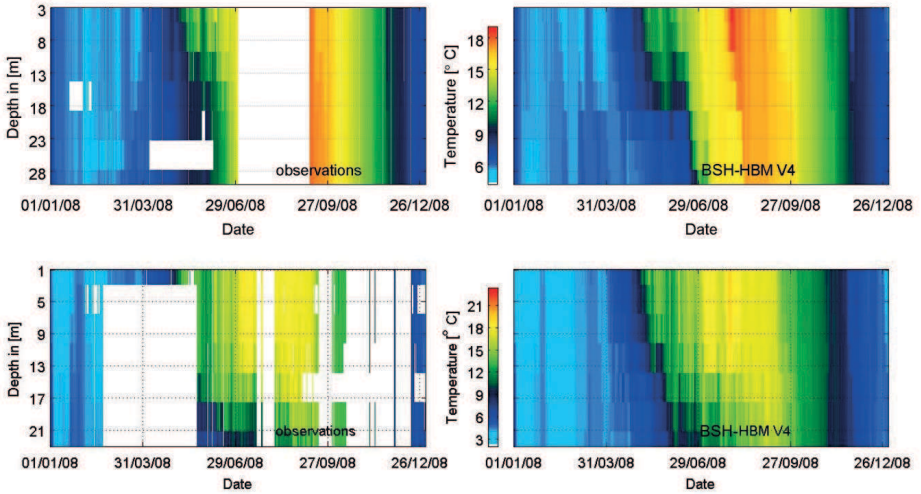 3
8
13
18
23
28
Depth in [m]
observations
01/01/08 31/03/08 29/06/08 27/09/08 26/12/08
Date
18
15
12
9
6
Temperature [° C]
BSH-HBM V4
01/01/08 31/03/08 29/06/08 27/09/08 26/12/08
Date
1
5
9
13
17
21
Depth in [m]
observations
01/01/08 31/03/08 29/06/08 27/09/08 26/12/08
Date
21
18
15
12
9
6
3
Temperature [° C]
BSH-HBM V4
01/01/08 31/03/08 29/06/08 27/09/08 26/12/08
Date